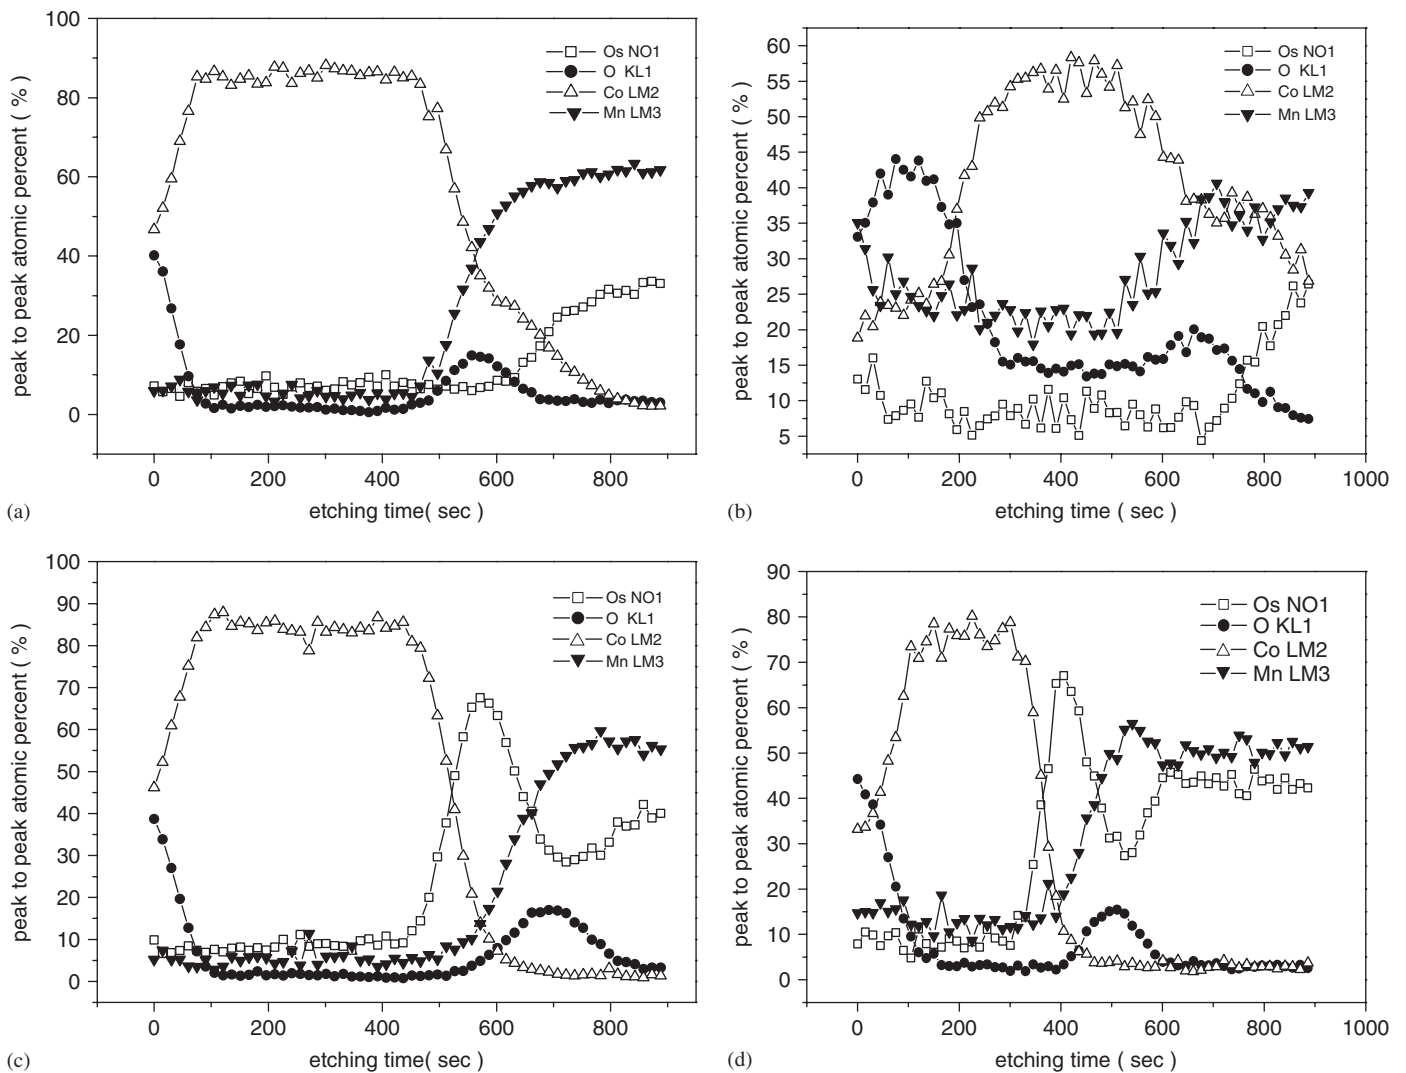 100
80
60
40
20
0
peak to peak atomic percent ( % )
Os NO1
O KL1
Co LM2
Mn LM3
0 200 400 600 800
(a) etching time( sec )
60
55
50
45
40
35
30
25
20
15
10
5
peak to peak atomic percent ( % )
Os NO1
O KL1
Co LM2
Mn LM3
0 200 400 600 800 1000
(b) etching time ( sec )
100
90
80
70
60
50
40
30
20
10
0
peak to peak atomic percent ( % )
Os NO1
O KL1
Co LM2
Mn LM3
0 200 400 600 800
(c) etching time( sec )
90
80
70
60
50
40
30
20
10
0
peak to peak atomic percent ( % )
Os NO1
O KL1
Co LM2
Mn LM3
0 200 400 600 800 1000
(d) etching time ( sec )